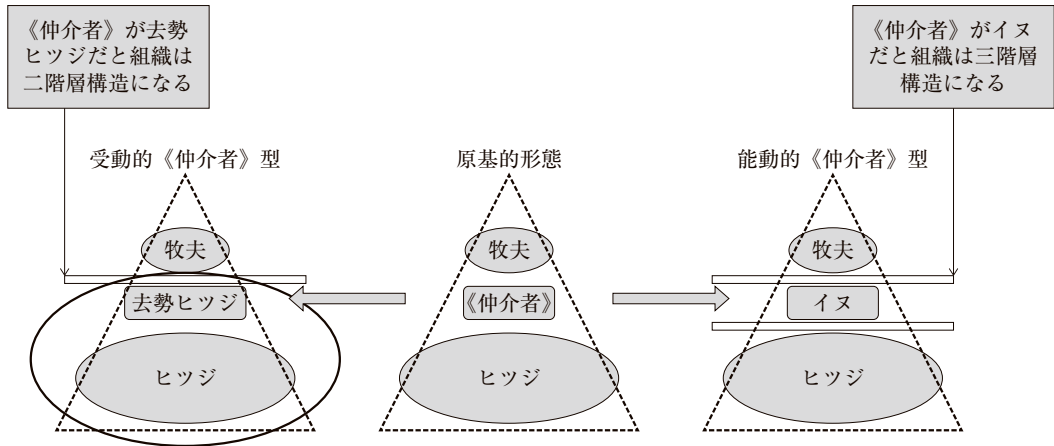 《仲介者》が去勢
ヒツジだと組織は
二階層構造になる
《仲介者》がイヌ
だと組織は三階層
構造になる
受動的《仲介者》型
原基的形態
能動的《仲介者》型
牧夫
牧夫
牧夫
去勢ヒツジ
《仲介者》
イヌ
ヒツジ
ヒツジ
ヒツジ